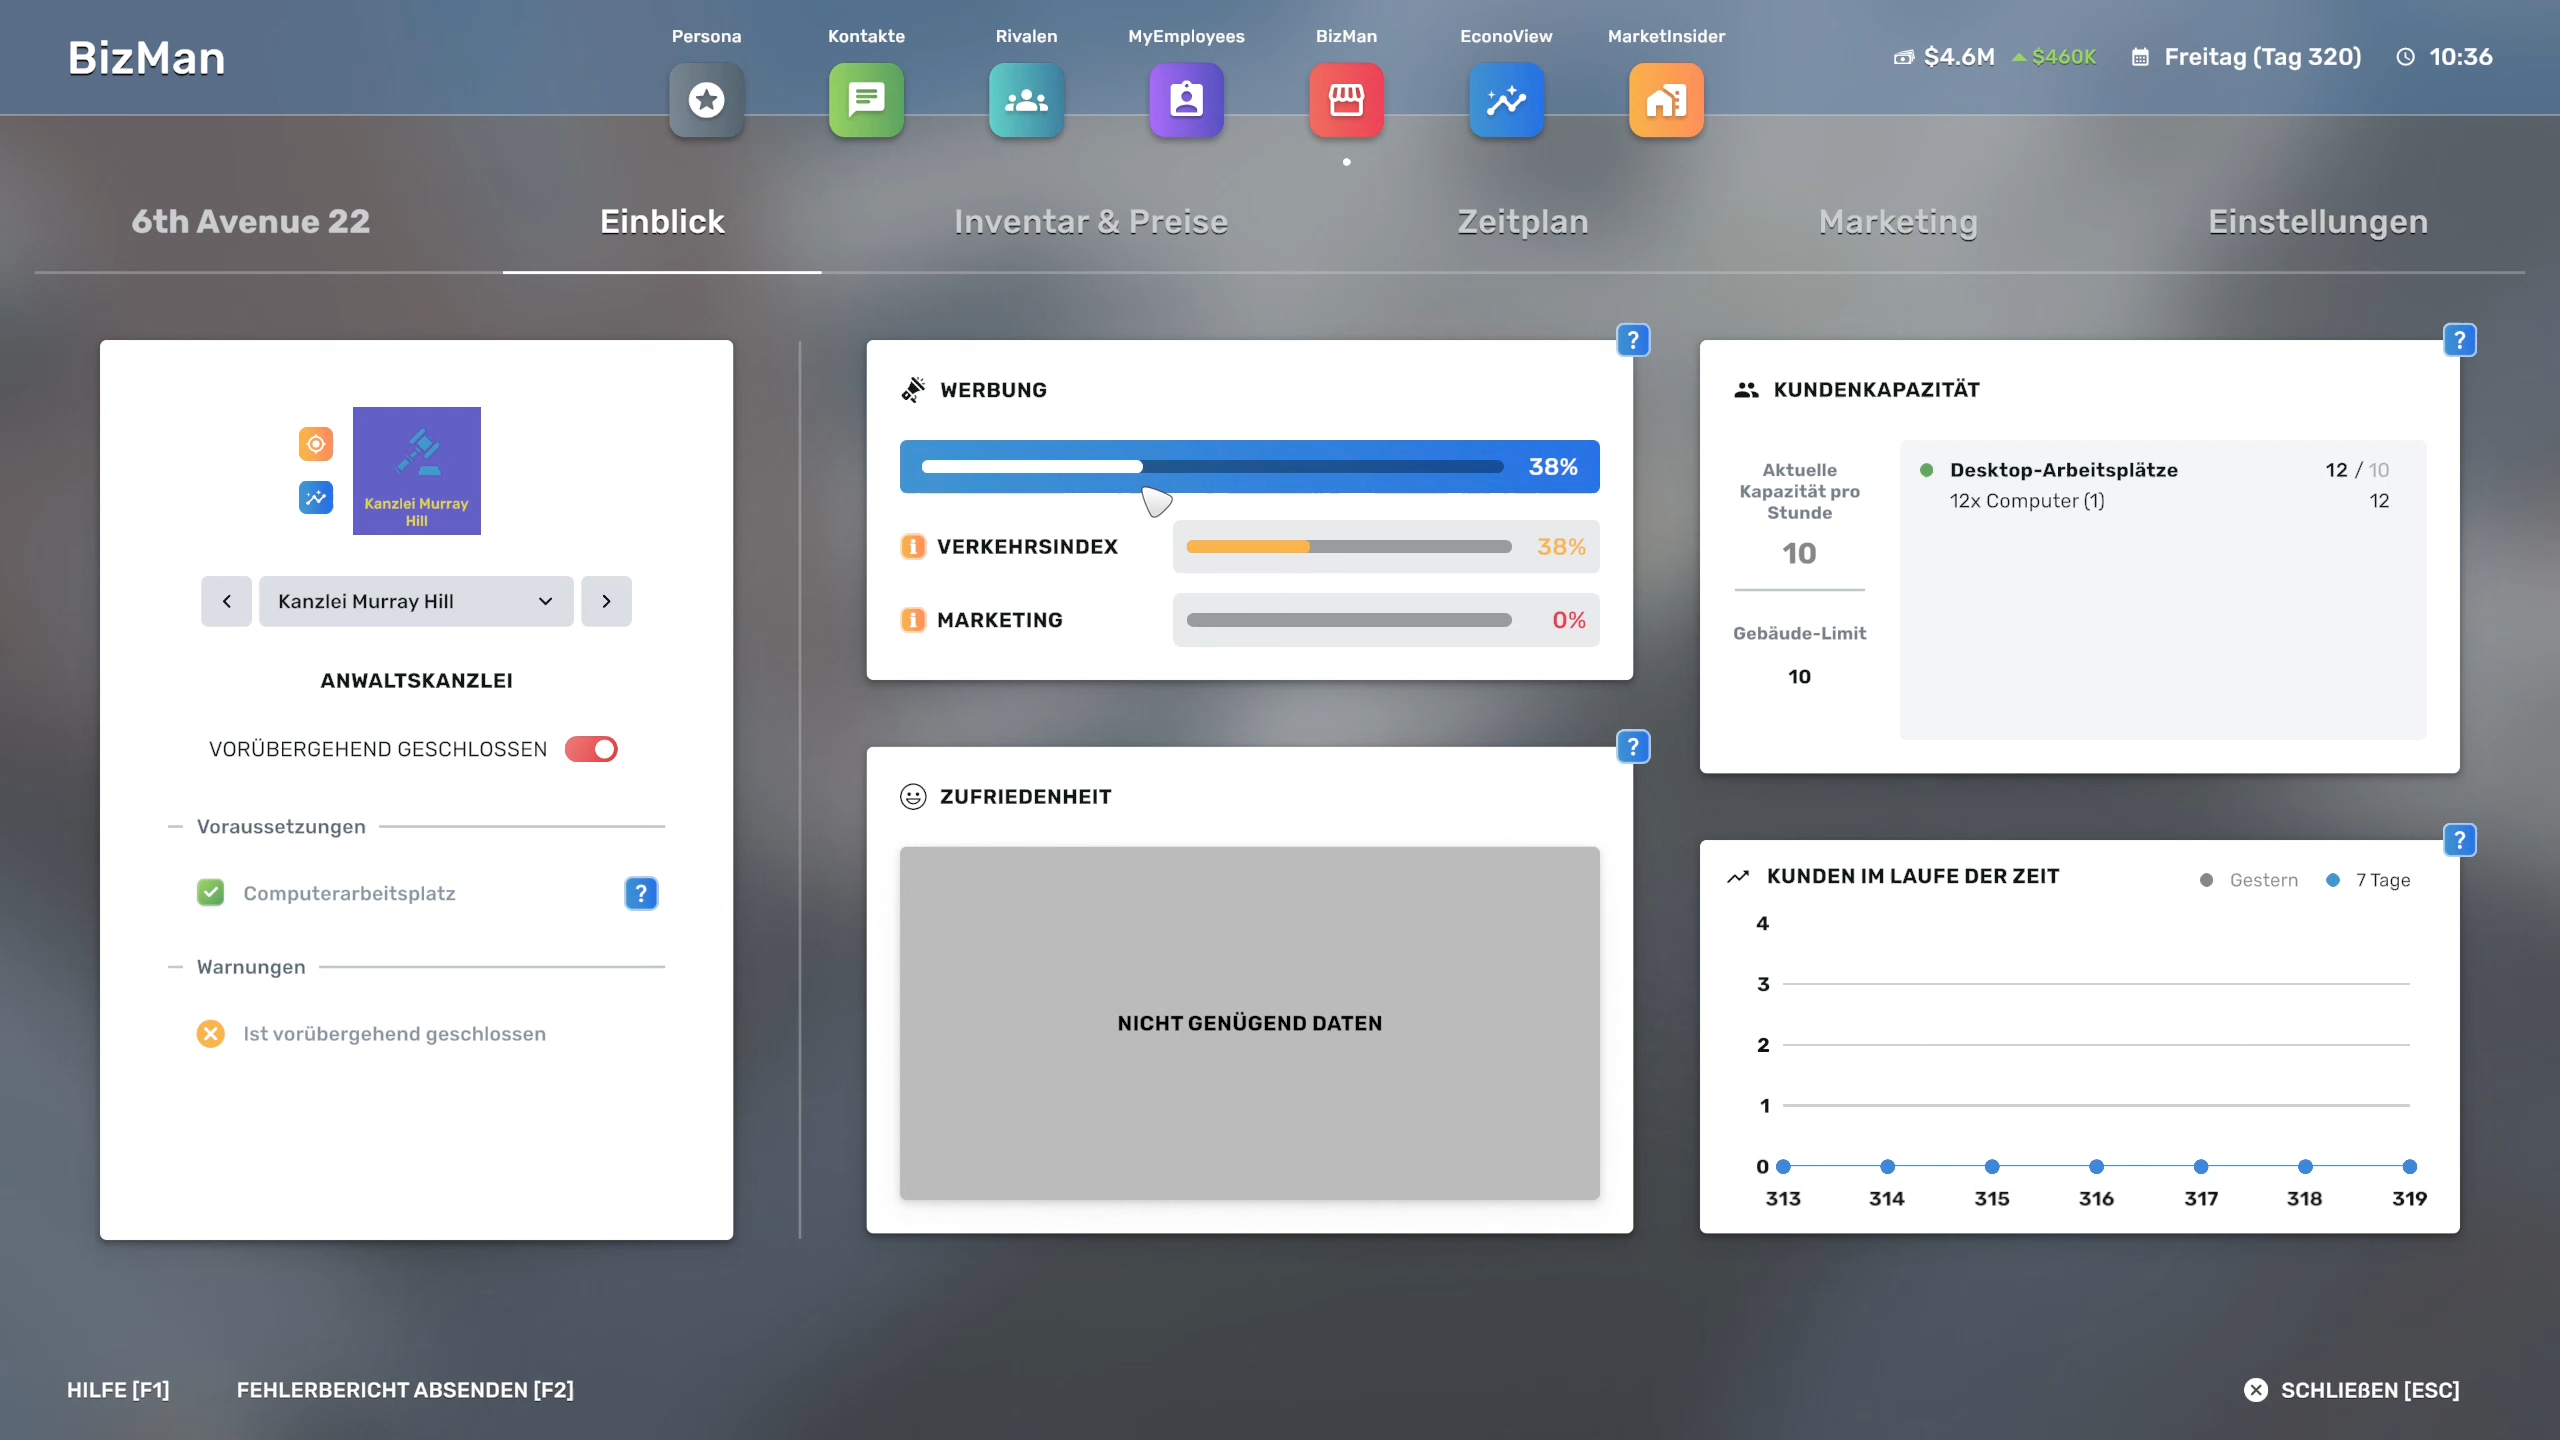 BizMan
Persona
Kontakte
Rivalen
MyEmployees
BizMan
EconoView
MarketInsider
$4.6M
$460K
Freitag (Tag 320)
10:36
6th Avenue 22
Einblick
Inventar & Preise
Zeitplan
Marketing
Einstellungen
Kanzlei Murray
Hill
Kanzlei Murray Hill
ANWALTSKANZLEI
VORÜBERGEHEND GESCHLOSSEN
Voraussetzungen
Computerarbeitsplatz
?
Warnungen
Ist vorübergehend geschlossen
?
WERBUNG
38%
VERKEHRSINDEX
38%
MARKETING
0%
?
ZUFRIEDENHEIT
NICHT GENÜGEND DATEN
?
KUNDENKAPAZITÄT
Aktuelle
Kapazität pro
Stunde
10
Gebäude-Limit
10
Desktop-Arbeitsplätze 12 / 10
12x Computer (1) 12
?
KUNDEN IM LAUFE DER ZEIT
Gestern
7 Tage
4
3
2
1
0
313 314 315 316 317 318 319
HILFE [F1]
FEHLERBERICHT ABSENDEN [F2]
SCHLIEßEN [ESC]